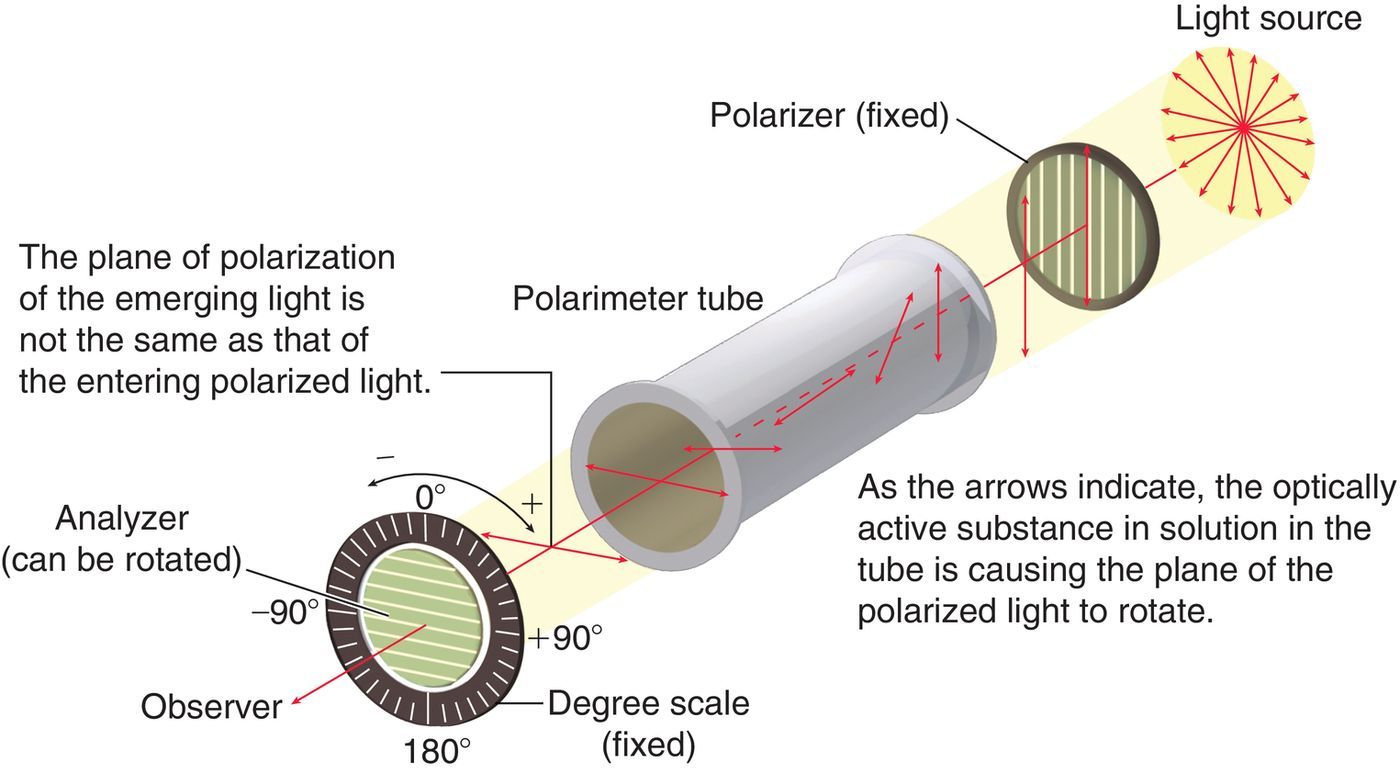 Light source
Polarizer (fixed)
The plane of polarization
of the emerging light is
not the same as that of
the entering polarized light.
Polarimeter tube
As the arrows indicate, the optically
active substance in solution in the
tube is causing the plane of the
polarized light to rotate.
–
0°
+
Analyzer
(can be rotated)
–90°
+90°
Observer
Degree scale
(fixed)
180°